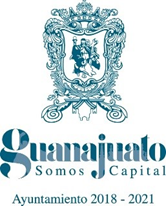 guanajuato
Somos Capital
Ayuntamiento 2018 - 2021